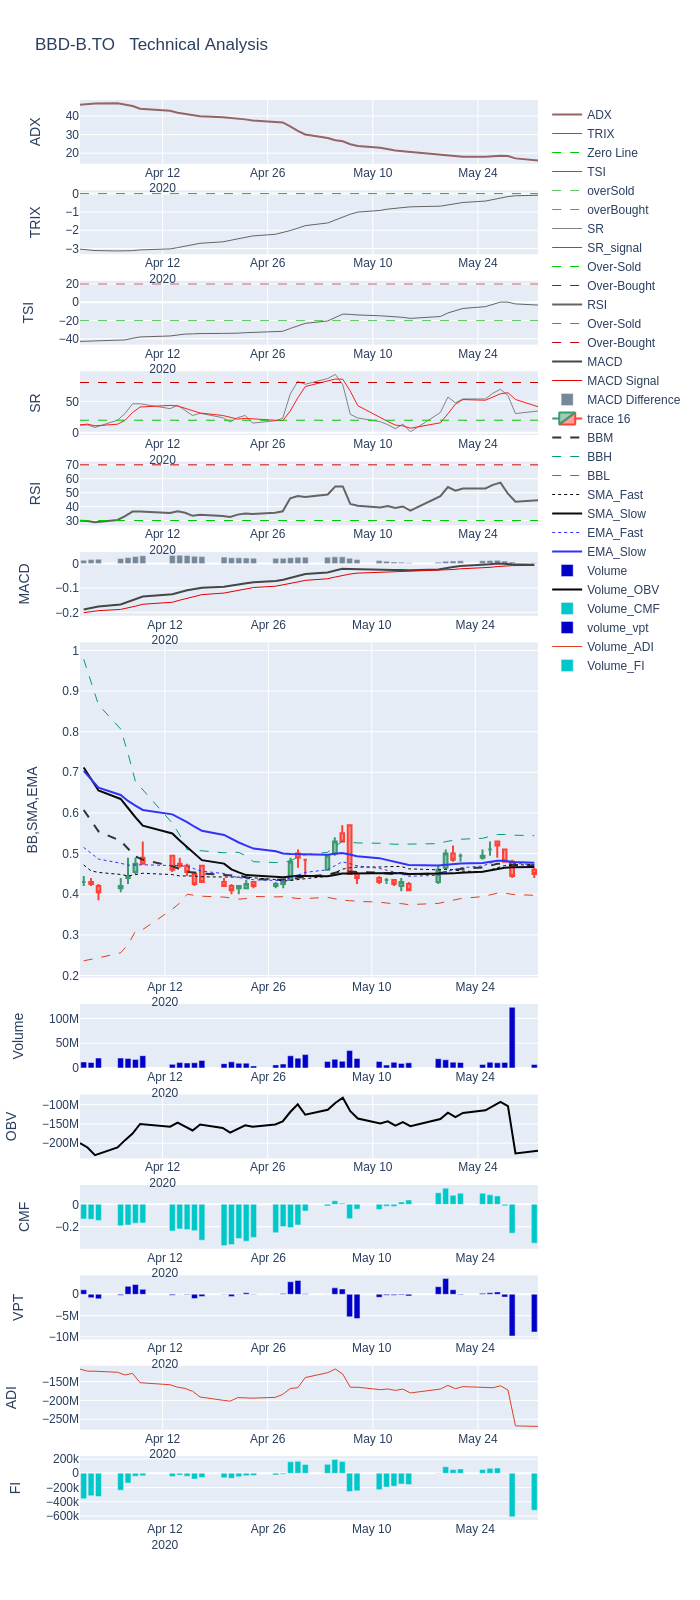 BBD-B.TO   Technical Analysis
ADX
40
30
20
Apr 12
2020
Apr 26
May 10
May 24
TRIX
0
−1
−2
−3
Apr 12
2020
Apr 26
May 10
May 24
TSI
20
0
−20
−40
Apr 12
2020
Apr 26
May 10
May 24
SR
50
0
Apr 12
2020
Apr 26
May 10
May 24
RSI
70
60
50
40
30
Apr 12
2020
Apr 26
May 10
May 24
MACD
0
−0.1
−0.2
Apr 12
2020
Apr 26
May 10
May 24
BB,SMA,EMA
1
0.9
0.8
0.7
0.6
0.5
0.4
0.3
0.2
Apr 12
2020
Apr 26
May 10
May 24
Volume
100M
50M
0
Apr 12
2020
Apr 26
May 10
May 24
OBV
−100M
−150M
−200M
Apr 12
2020
Apr 26
May 10
May 24
CMF
0
−0.2
Apr 12
2020
Apr 26
May 10
May 24
VPT
0
−5M
−10M
Apr 12
2020
Apr 26
May 10
May 24
ADI
−150M
−200M
−250M
Apr 12
2020
Apr 26
May 10
May 24
FI
200k
0
−200k
−400k
−600k
Apr 12
2020
Apr 26
May 10
May 24
ADX
TRIX
Zero Line
TSI
overSold
overBought
SR
SR_signal
Over-Sold
Over-Bought
RSI
Over-Sold
Over-Bought
MACD
MACD Signal
MACD Difference
trace 16
BBM
BBH
BBL
SMA_Fast
SMA_Slow
EMA_Fast
EMA_Slow
Volume
Volume_OBV
Volume_CMF
volume_vpt
Volume_ADI
Volume_FI